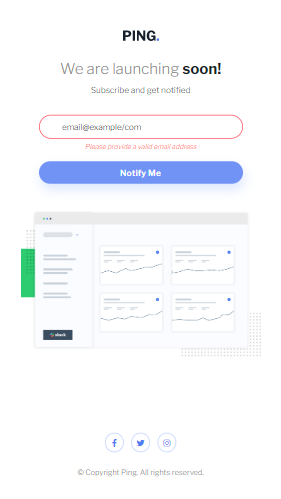 PING.
We are launching soon!
Subscribe and get notified
email@example/com
Please provide a valid email address
Notify Me
slack
© Copyright Ping. All rights reserved.